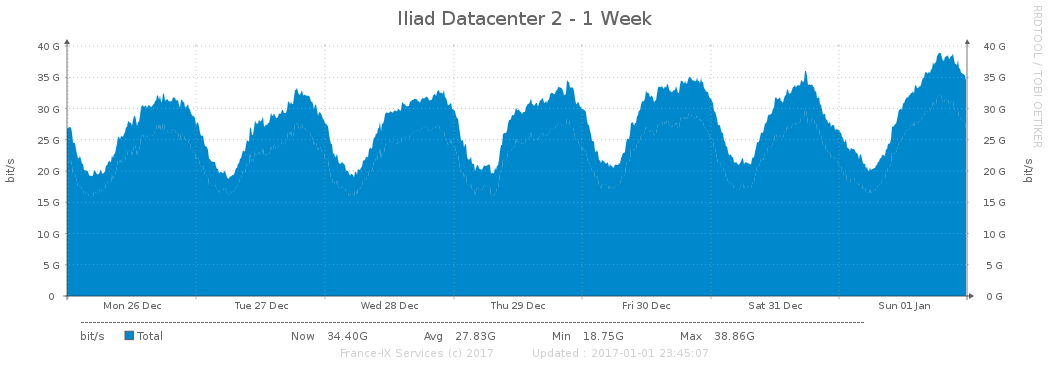 Iliad Datacenter 2 - 1 Week
RRDTOOL / TOBI OETIKER
bit/s
40 G 40 G
35 G 35 G
30 G 30 G
25 G 25 G
20 G 20 G
15 G 15 G
10 G 10 G
5 G 5 G
0 0 G
bit/s
Mon 26 Dec Tue 27 Dec Wed 28 Dec Thu 29 Dec Fri 30 Dec Sat 31 Dec Sun 01 Jan
bit/s Total Now 34.40G Avg 27.83G Min 18.75G Max 38.86G
France-IX Services (c) 2017 Updated : 2017-01-01 23:45:07